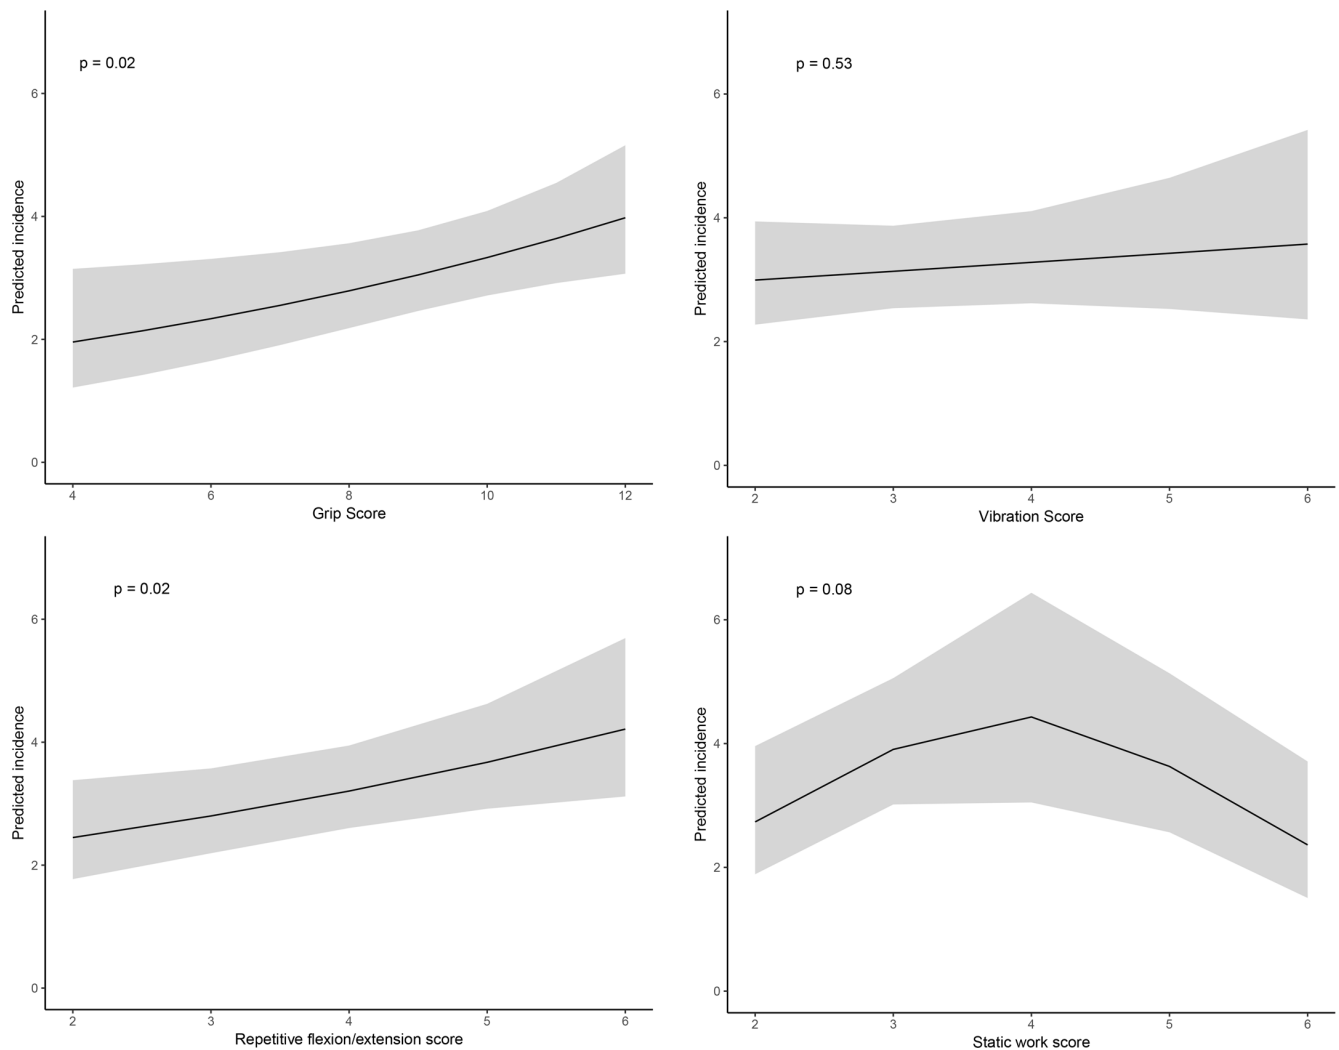 p = 0.02
6
4
2
0
Predicted incidence
4 6 8 10 12
Grip Score
p = 0.53
6
4
2
0
Predicted incidence
2 3 4 5 6
Vibration Score
p = 0.02
6
4
2
0
Predicted incidence
2 3 4 5 6
Repetitive flexion/extension score
p = 0.08
6
4
2
0
Predicted incidence
2 3 4 5 6
Static work score